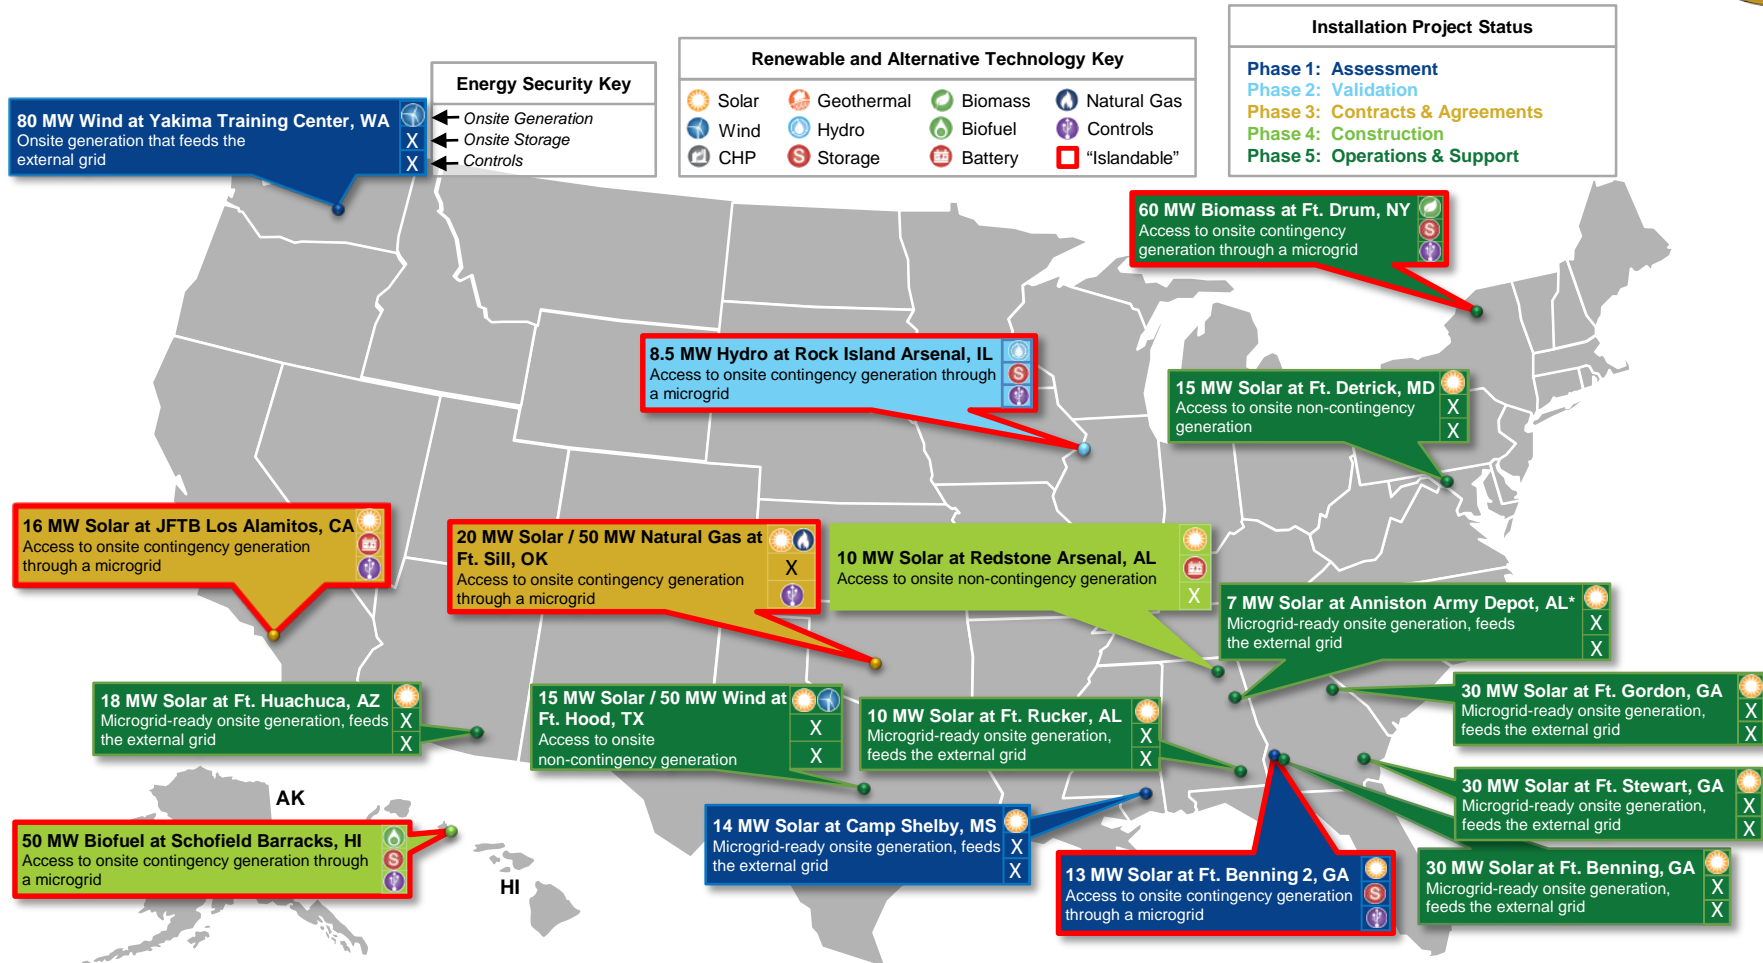 Installation Project Status
Phase 1: Assessment
Phase 2: Validation
Phase 3: Contracts & Agreements
Phase 4: Construction
Phase 5: Operations & Support
Renewable and Alternative Technology Key
Solar
Geothermal
Biomass
Natural Gas
Wind
Hydro
Biofuel
Controls
CHP
S Storage
Battery
“Islandable”
Energy Security Key
Onsite Generation
Onsite Storage
Controls
80 MW Wind at Yakima Training Center, WA
Onsite generation that feeds the
external grid
X
X
60 MW Biomass at Ft. Drum, NY
Access to onsite contingency
generation through a microgrid
S
8.5 MW Hydro at Rock Island Arsenal, IL
Access to onsite contingency generation through
a microgrid
S
15 MW Solar at Ft. Detrick, MD
Access to onsite non-contingency
generation
X
X
16 MW Solar at JFTB Los Alamitos, CA
Access to onsite contingency generation
through a microgrid
20 MW Solar / 50 MW Natural Gas at
Ft. Sill, OK
Access to onsite contingency generation
through a microgrid
X
10 MW Solar at Redstone Arsenal, AL
Access to onsite non-contingency generation
X
7 MW Solar at Anniston Army Depot, AL*
Microgrid-ready onsite generation, feeds
the external grid
X
X
18 MW Solar at Ft. Huachuca, AZ
Microgrid-ready onsite generation, feeds
the external grid
X
X
15 MW Solar / 50 MW Wind at
Ft. Hood, TX
Access to onsite
non-contingency generation
X
X
10 MW Solar at Ft. Rucker, AL
Microgrid-ready onsite generation,
feeds the external grid
X
X
30 MW Solar at Ft. Gordon, GA
Microgrid-ready onsite generation,
feeds the external grid
X
X
30 MW Solar at Ft. Stewart, GA
Microgrid-ready onsite generation,
feeds the external grid
X
X
AK
50 MW Biofuel at Schofield Barracks, HI
Access to onsite contingency generation through
a microgrid
S
HI
14 MW Solar at Camp Shelby, MS
Microgrid-ready onsite generation, feeds
the external grid
X
X
13 MW Solar at Ft. Benning 2, GA
Access to onsite contingency generation
through a microgrid
S
30 MW Solar at Ft. Benning, GA
Microgrid-ready onsite generation,
feeds the external grid
X
X